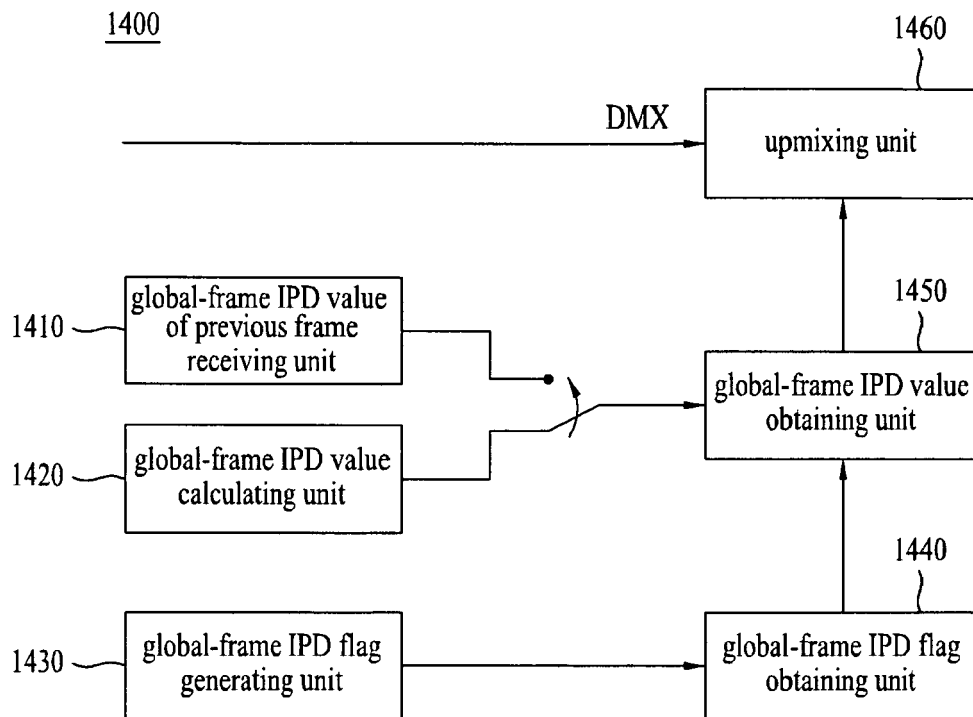 1400
1460
DMX
upmixing unit
1410
global-frame IPD value
of previous frame
receiving unit
1450
global-frame IPD value
obtaining unit
1420
global-frame IPD value
calculating unit
1440
1430
global-frame IPD flag
generating unit
global-frame IPD flag
obtaining unit